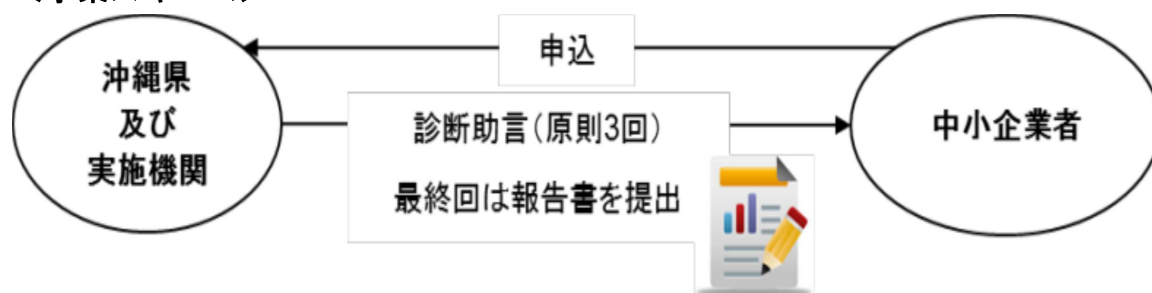 申込
沖縄県
及び
実施機関
診断助言(原則3回)
最終回は報告書を提出
中小企業者